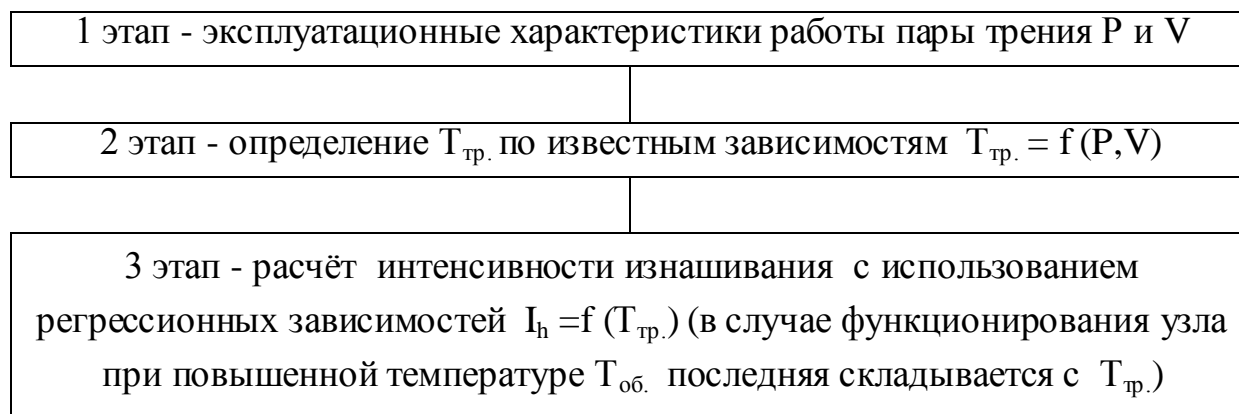 1 этап - эксплуатационные характеристики работы пары трения P и V
2 этап - определение Tтр. по известным зависимостям Tтр. = f (P,V)
3 этап - расчёт интенсивности изнашивания с использованием
регрессионных зависимостей Ih =f (Tтр.) (в случае функционирования узла
при повышенной температуре Tоб. последняя складывается с Tтр.)